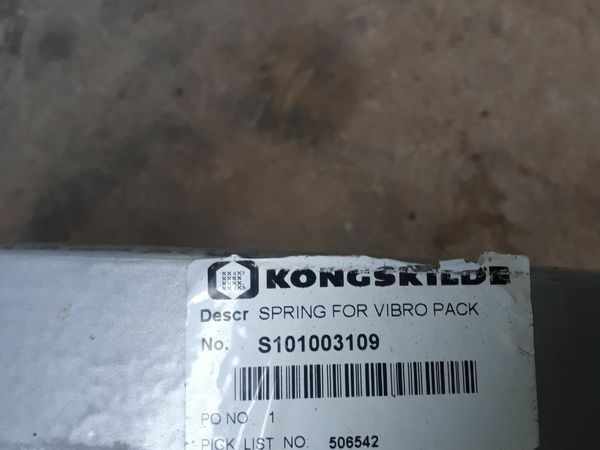 KONGSKILDE
Descr SPRING FOR VIBRO PACK
No. S101003109
PO NO. 1
PICK LIST NO. 506542